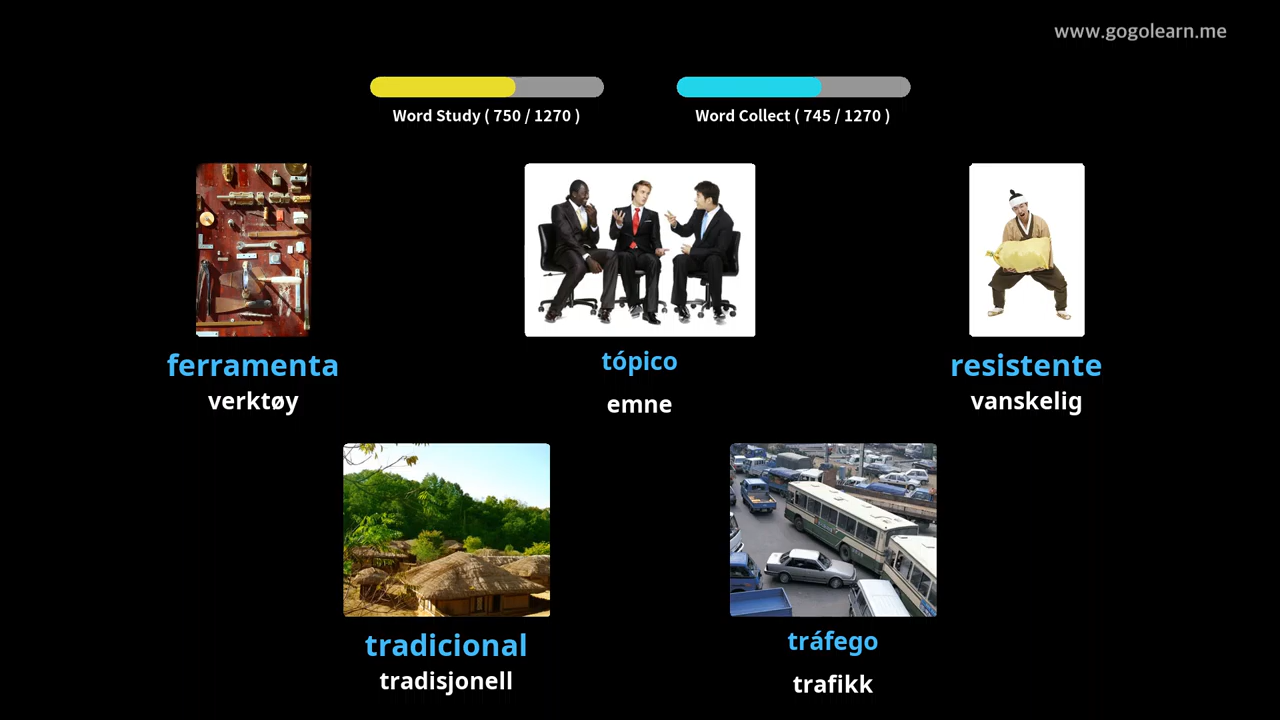 www.gogolearn.me
Word Study ( 750 / 1270 )
Word Collect ( 745 / 1270 )
ferramenta
verktøy
tópico
emne
resistente
vanskelig
tradicional
tradisjonell
tráfego
trafikk